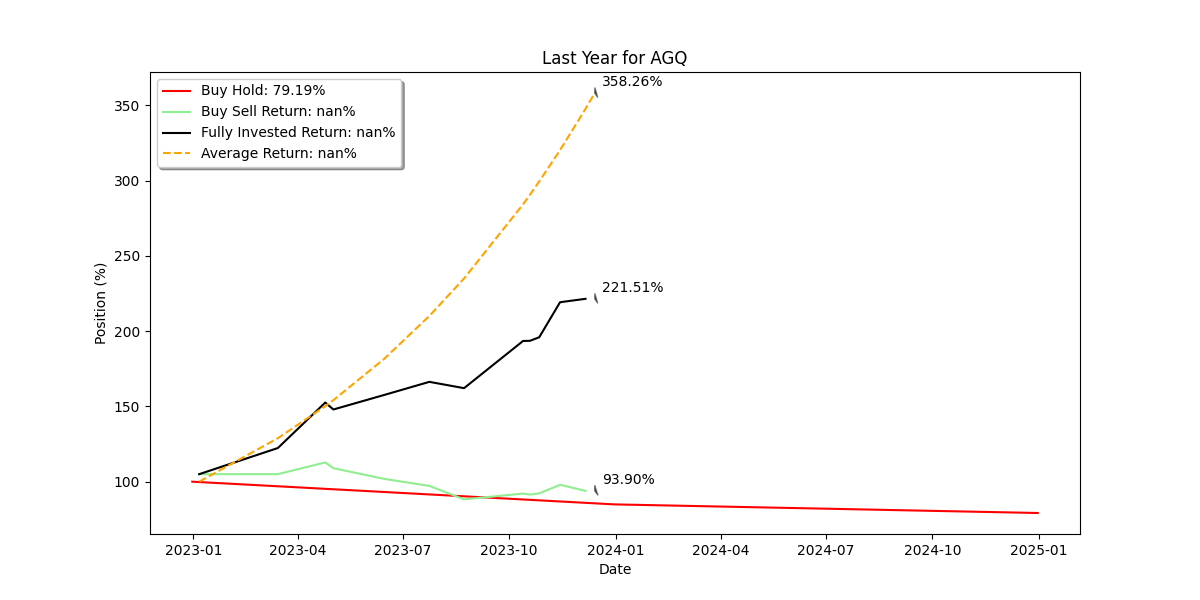 Last Year for AGQ
Buy Hold: 79.19%
Buy Sell Return: nan%
Fully Invested Return: nan%
Average Return: nan%
358.26%
221.51%
93.90%
Position (%)
350
300
250
200
150
100
2023-01
2023-04
2023-07
2023-10
2024-01
2024-04
2024-07
2024-10
2025-01
Date